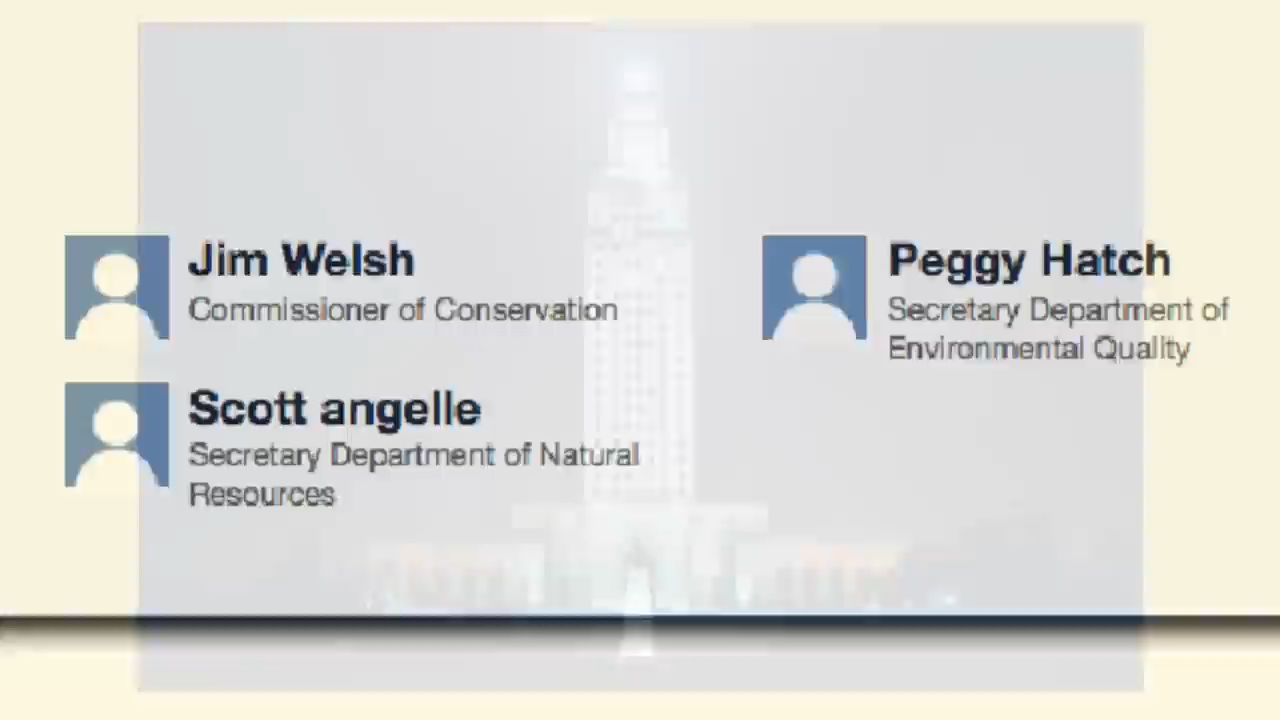 Jim Welsh
Commissioner of Conservation
Scott angelle
Secretary Department of Natural
Resources
Peggy Hatch
Secretary Department of
Environmental Quality